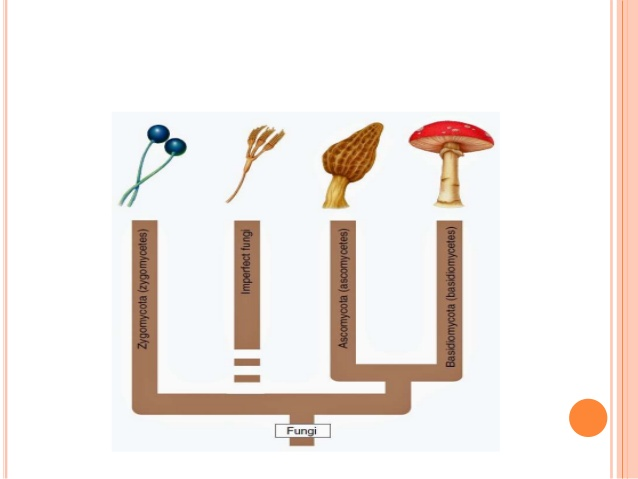 Zygomycota (zygomycetes)
Imperfect fungi
Ascomycota (ascomycetes)
Basidiomycota (basidiomycetes)
Fungi